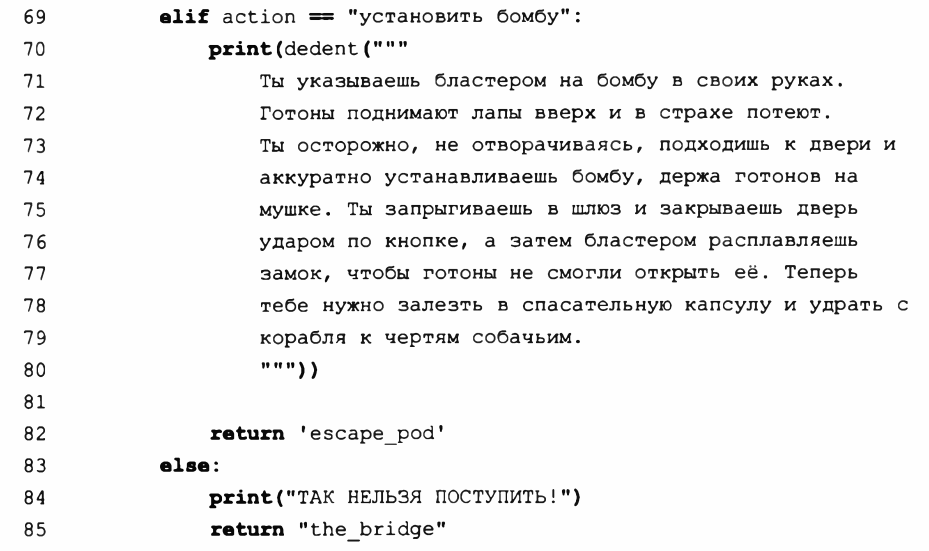 69 elif action == "установить бомбу":
70 print(dedent("""
71 Ты указываешь бластером на бомбу в своих руках.
72 Готоны поднимают лапы вверх и в страхе потеют.
73 Ты осторожно, не отворачиваясь, подходишь к двери и
74 аккуратно устанавливаешь бомбу, держа готонов на
75 мушке. Ты запрыгиваешь в шлюз и закрываешь дверь
76 ударом по кнопке, а затем бластером расплавляешь
77 замок, чтобы готоны не смогли открыть её. Теперь
78 тебе нужно залезть в спасательную капсулу и удрать с
79 корабля к чертям собачьим.
80 """))
81
82 return 'escape_pod'
83 else:
84 print("ТАК НЕЛЬЗЯ ПОСТУПИТЬ!")
85 return "the_bridge"